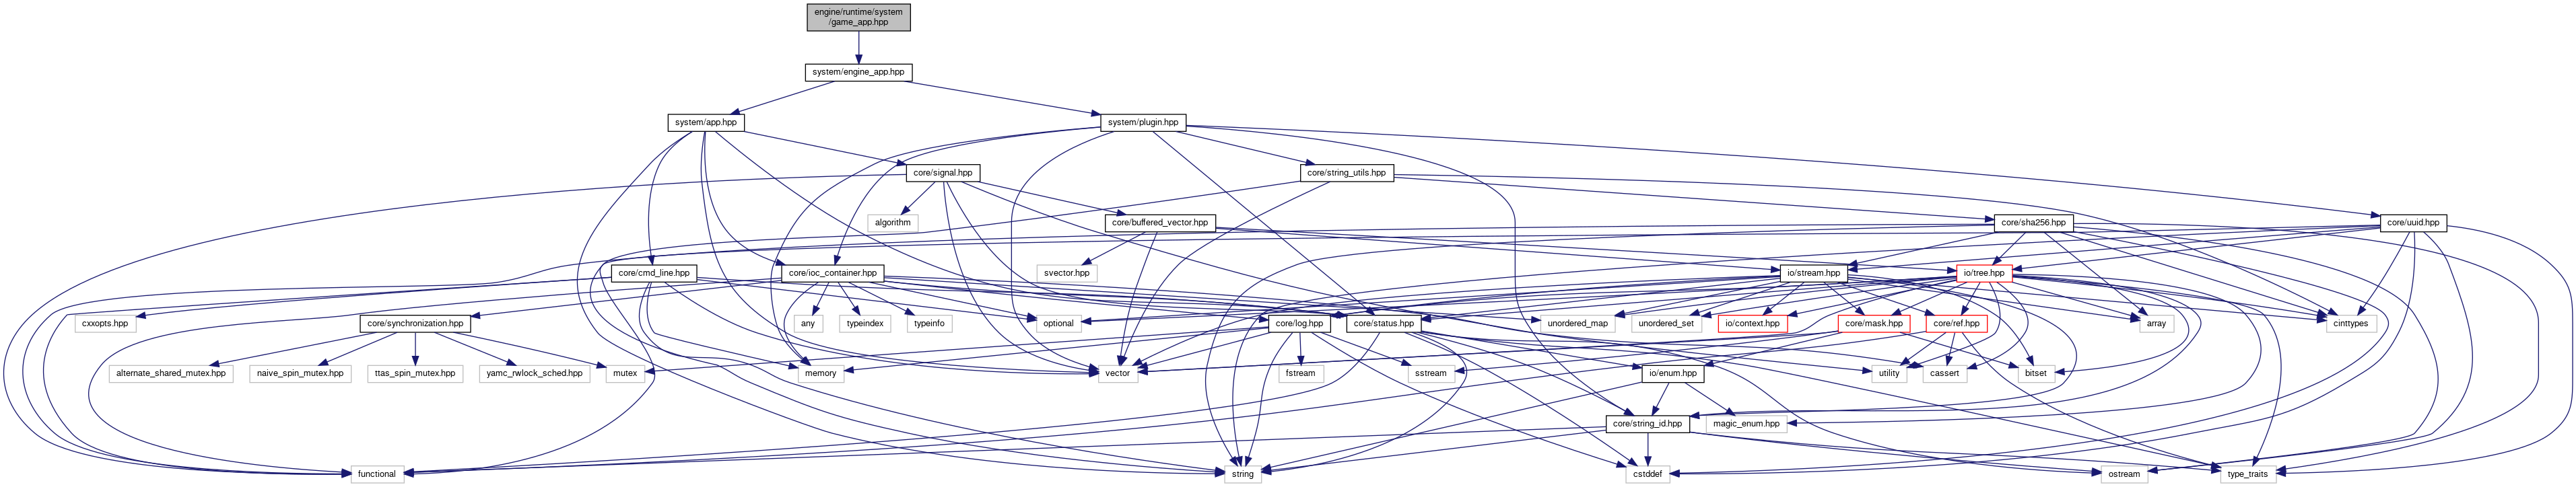 engine/runtime/system
/game_app.hpp
system/engine_app.hpp
system/app.hpp
system/plugin.hpp
core/signal.hpp
core/string_utils.hpp
algorithm
core/buffered_vector.hpp
core/sha256.hpp
core/uuid.hpp
svector.hpp
core/cmd_line.hpp
core/ioc_container.hpp
io/stream.hpp
io/tree.hpp
cxxopts.hpp
core/synchronization.hpp
any
typeindex
typeinfo
optional
core/log.hpp
core/status.hpp
unordered_map
unordered_set
io/context.hpp
core/mask.hpp
core/ref.hpp
array
cinttypes
alternate_shared_mutex.hpp
naive_spin_mutex.hpp
ttas_spin_mutex.hpp
yamc_rwlock_sched.hpp
mutex
memory
vector
fstream
sstream
io/enum.hpp
utility
cassert
bitset
core/string_id.hpp
magic_enum.hpp
functional
string
cstddef
ostream
type_traits